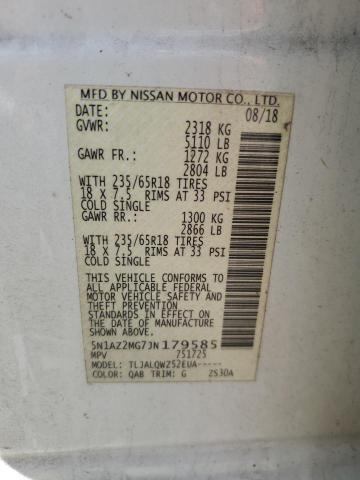 MFD BY NISSAN MOTOR CO., LTD.
DATE: 08/18
GVWR: 2318 KG
5110 LB
GAWR FR.: 1272 KG
2804 LB
WITH 235/65R18 TIRES
18 X 7.5 RIMS AT 33 PSI
COLD SINGLE
GAWR RR.: 1300 KG
2866 LB
WITH 235/65R18 TIRES
18 X 7.5 RIMS AT 33 PSI
COLD SINGLE
THIS VEHICLE CONFORMS TO
ALL APPLICABLE FEDERAL
MOTOR VEHICLE SAFETY
AND THEFT PREVENTION
STANDARDS IN EFFECT ON
THE DATE OF MANUFACTURE
SHOWN ABOVE.
5N1AZ2MG7JN179585
MPV 751725
MODEL: TLJALQWZ52EUA-----
COLOR: QAB TRIM: G ZS30A